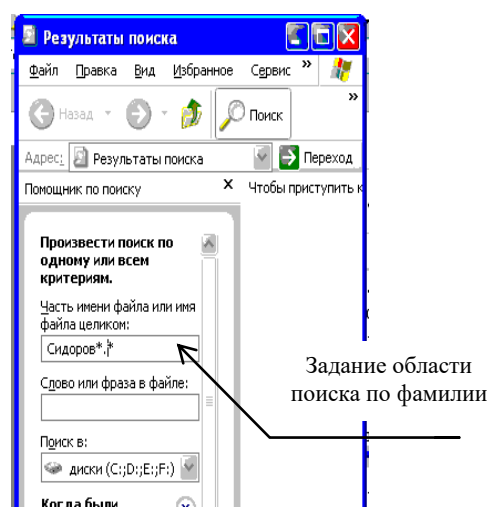 Результаты поиска
Файл Правка Вид Избранное Сервис »
Назад Поиск »
Адрес: Результаты поиска Переход
Помощник по поиску x Чтобы приступить к
Произвести поиск по
одному или всем
критериям.
Часть имени файла или имя
файла целиком:
Сидоров*.*
Слово или фраза в файле:
Поиск в:
диски (C:;D:;E:;F:)
Когда были
Задание области
поиска по фамилии